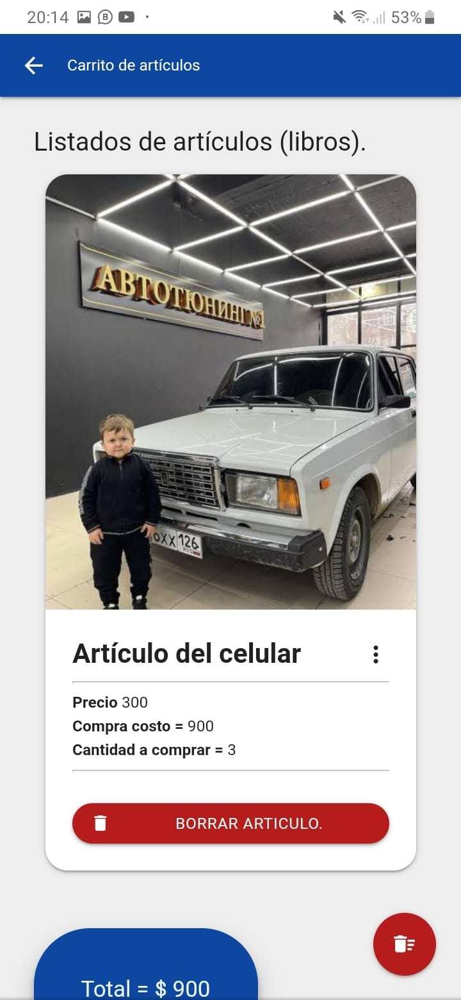 20:14
53%
Carrito de artículos
Listados de artículos (libros).
АВТОТЮНИНГ №1
ОХХ 126
RUS
Artículo del celular
Precio 300
Compra costo = 900
Cantidad a comprar = 3
BORRAR ARTICULO.
Total = $ 900